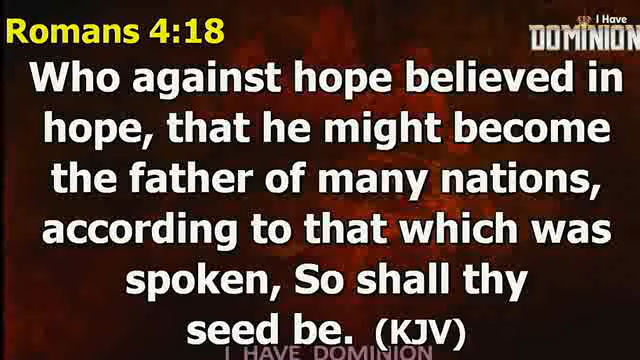 Romans 4:18
I Have
DOMINION
Who against hope believed in
hope, that he might become
the father of many nations,
according to that which was
spoken, So shall thy
seed be. (KJV)
I HAVE DOMINION